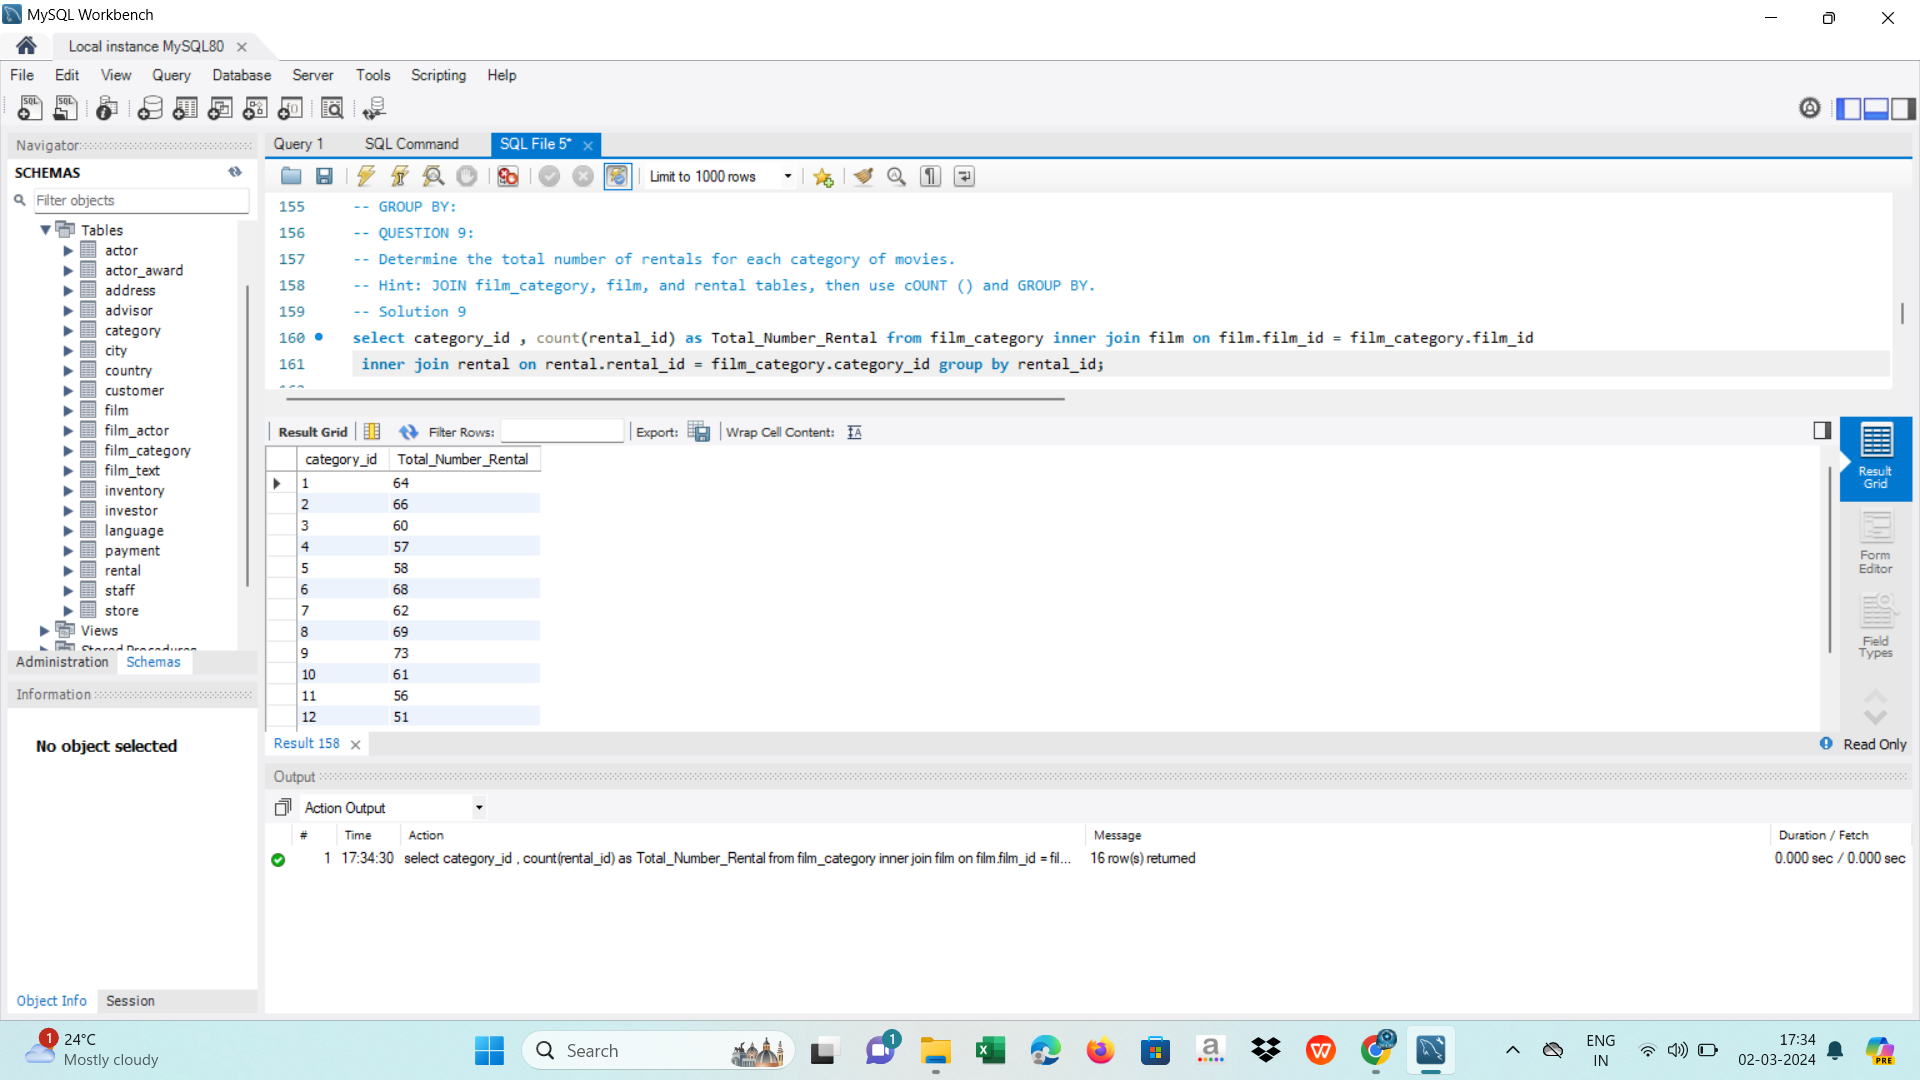 MySQL Workbench
Local instance MySQL80
File Edit View Query Database Server Tools Scripting Help
Navigator
SCHEMAS
Filter objects
Tables
actor
actor_award
address
advisor
category
city
country
customer
film
film_actor
film_category
film_text
inventory
investor
language
payment
rental
staff
store
Views
Stored Procedures
Administration Schemas
Information
No object selected
Object Info Session
Query 1 SQL Command SQL File 5*
Limit to 1000 rows
155 -- GROUP BY:
156 -- QUESTION 9:
157 -- Determine the total number of rentals for each category of movies.
158 -- Hint: JOIN film_category, film, and rental tables, then use cOUNT () and GROUP BY.
159 -- Solution 9
160 select category_id , count(rental_id) as Total_Number_Rental from film_category inner join film on film.film_id = film_category.film_id
161 inner join rental on rental.rental_id = film_category.category_id group by rental_id;
Result Grid Filter Rows: Export: Wrap Cell Content:
category_id Total_Number_Rental
1 64
2 66
3 60
4 57
5 58
6 68
7 62
8 69
9 73
10 61
11 56
12 51
Result Grid
Form Editor
Field Types
Result 158
Read Only
Output
Action Output
# Time Action Message Duration / Fetch
1 17:34:30 select category_id , count(rental_id) as Total_Number_Rental from film_category inner join film on film.film_id = fil... 16 row(s) returned 0.000 sec / 0.000 sec
1 24°C
Mostly cloudy
Search
1
ENG
IN
17:34
02-03-2024
PRE